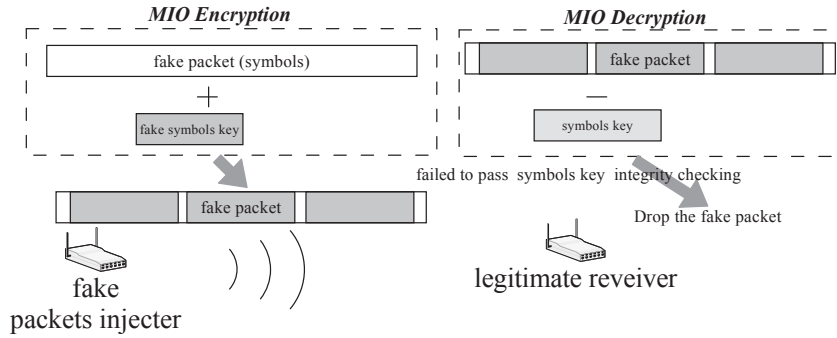 MIO Encryption
fake packet (symbols)
+
fake symbols key
fake packet
fake
packets injecter
MIO Decryption
fake packet
symbols key
failed to pass symbols key integrity checking
Drop the fake packet
legitimate reveiver